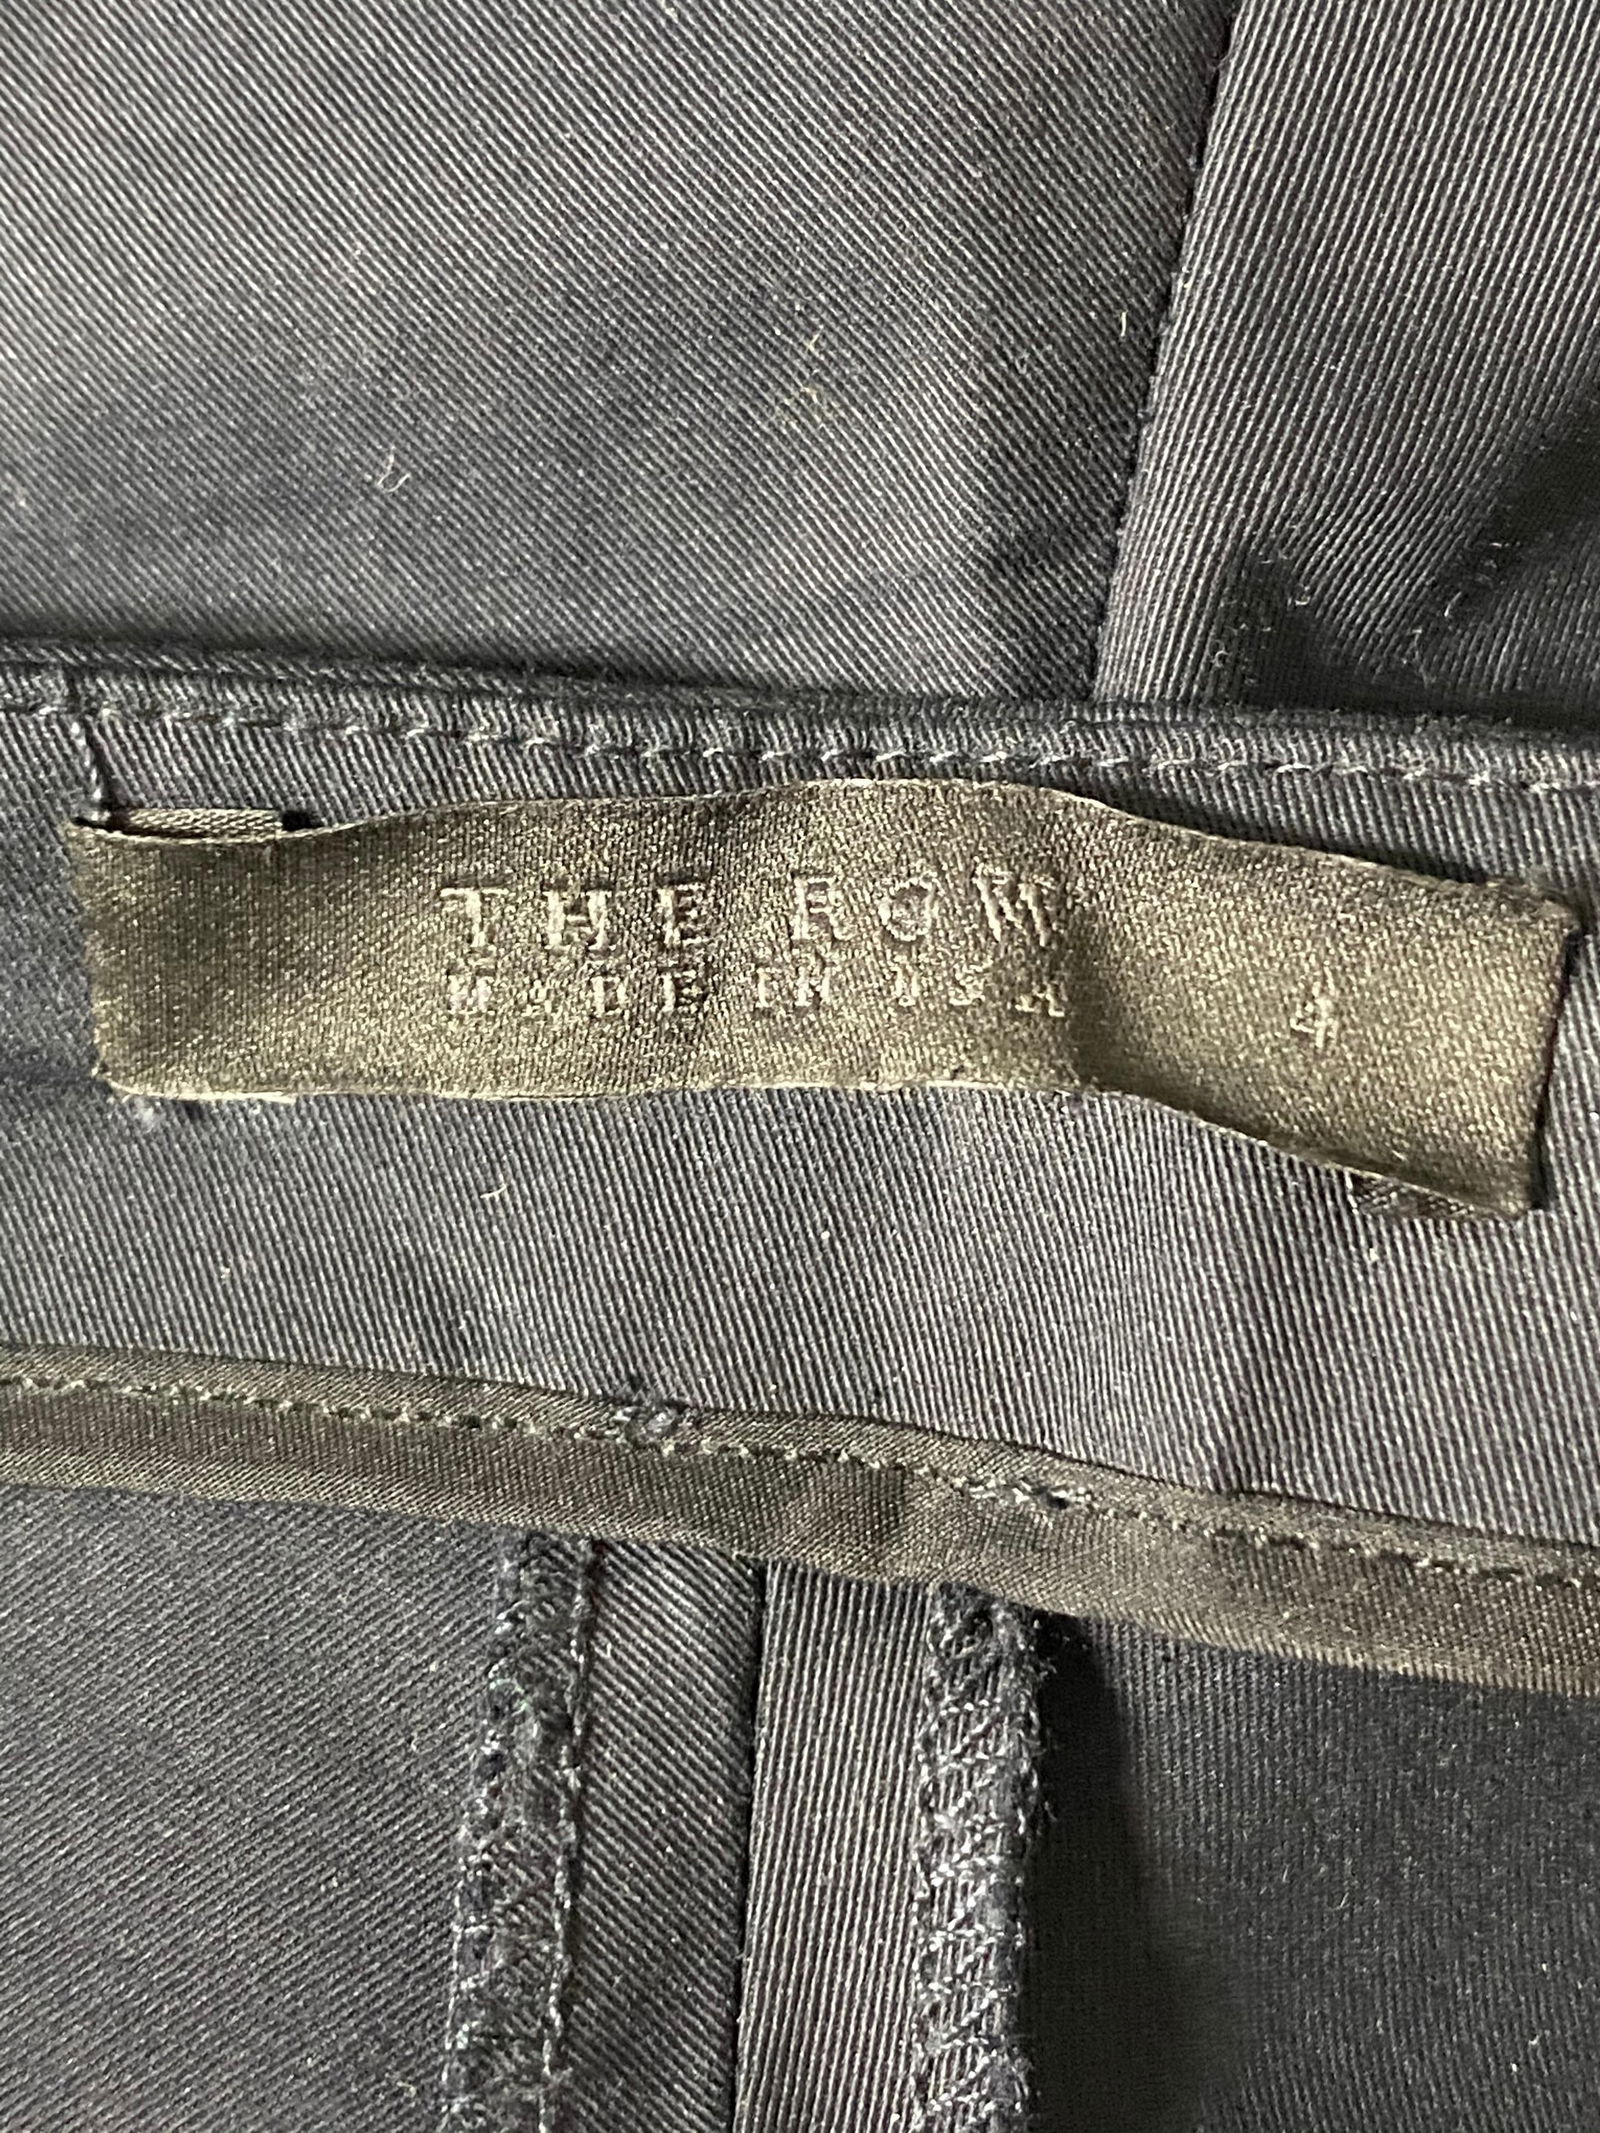 THE ROW
MADE IN USA
4